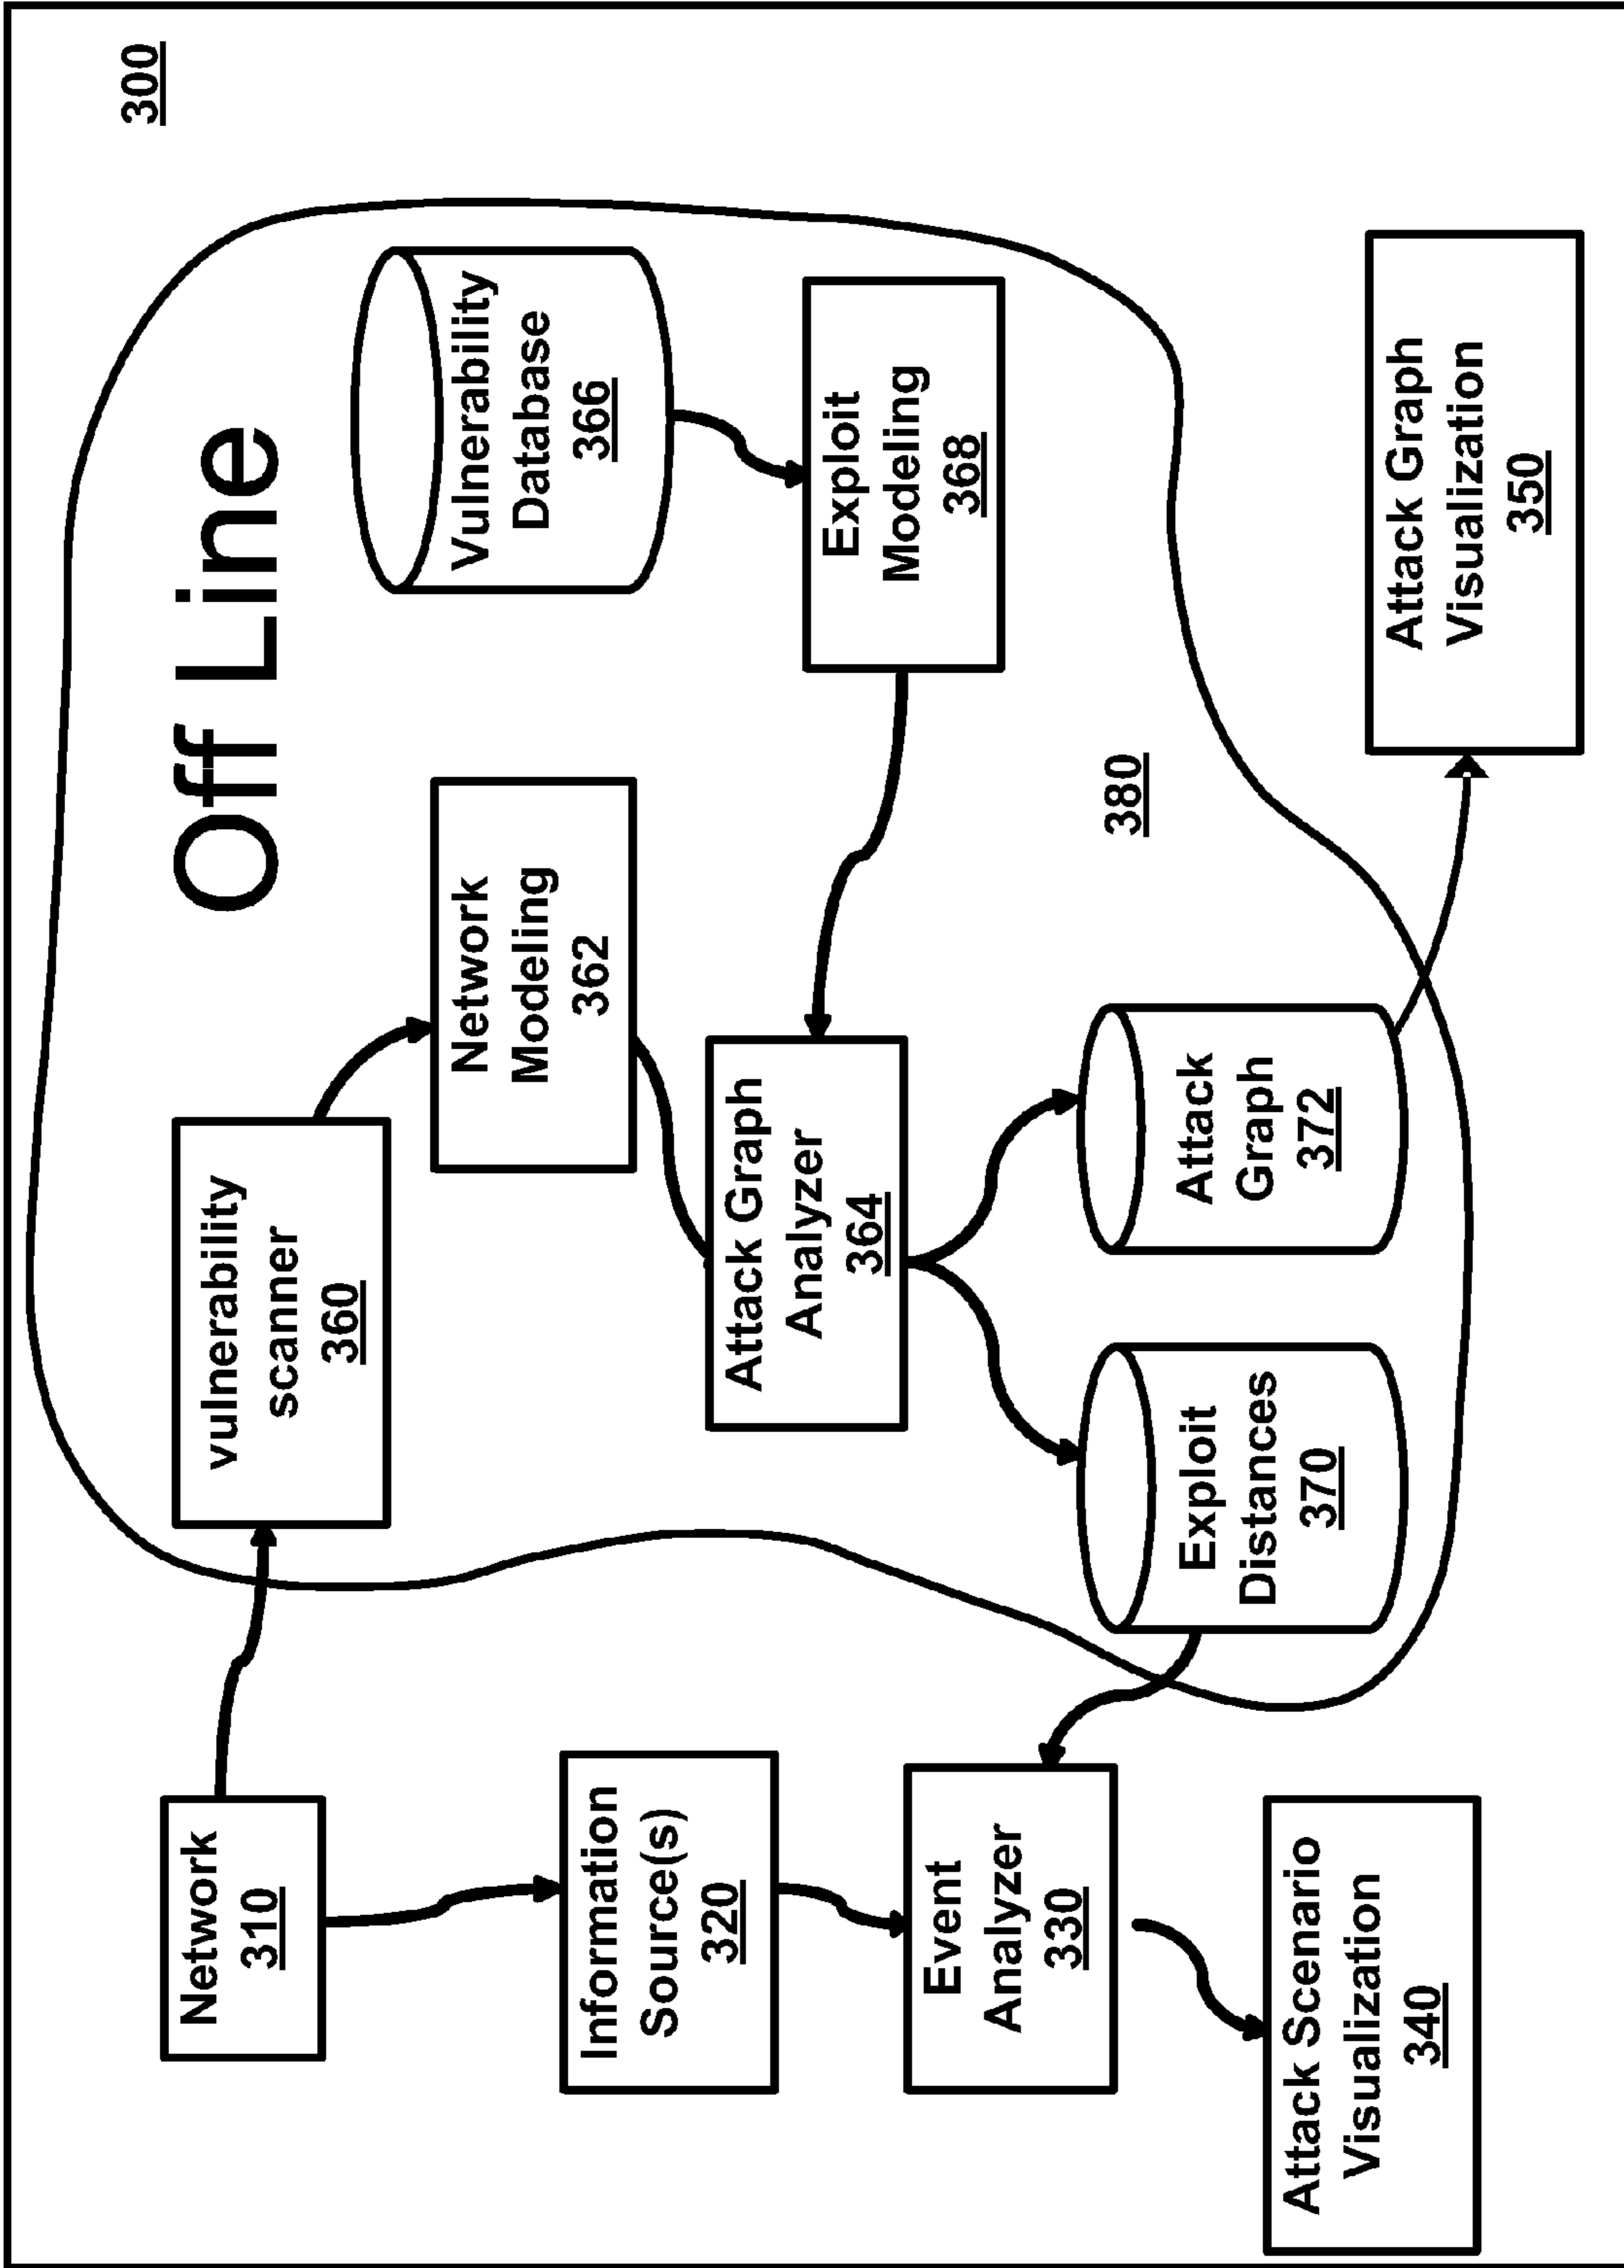 300
Off Line
Network
310
vulnerability
scanner
360
Network
Modeling
362
Vulnerability
Database
366
Information
Source(s)
320
Attack Graph
Analyzer
364
Exploit
Modeling
368
Event
Analyzer
330
380
Exploit
Distances
370
Attack
Graph
372
Attack Scenario
Visualization
340
Attack Graph
Visualization
350